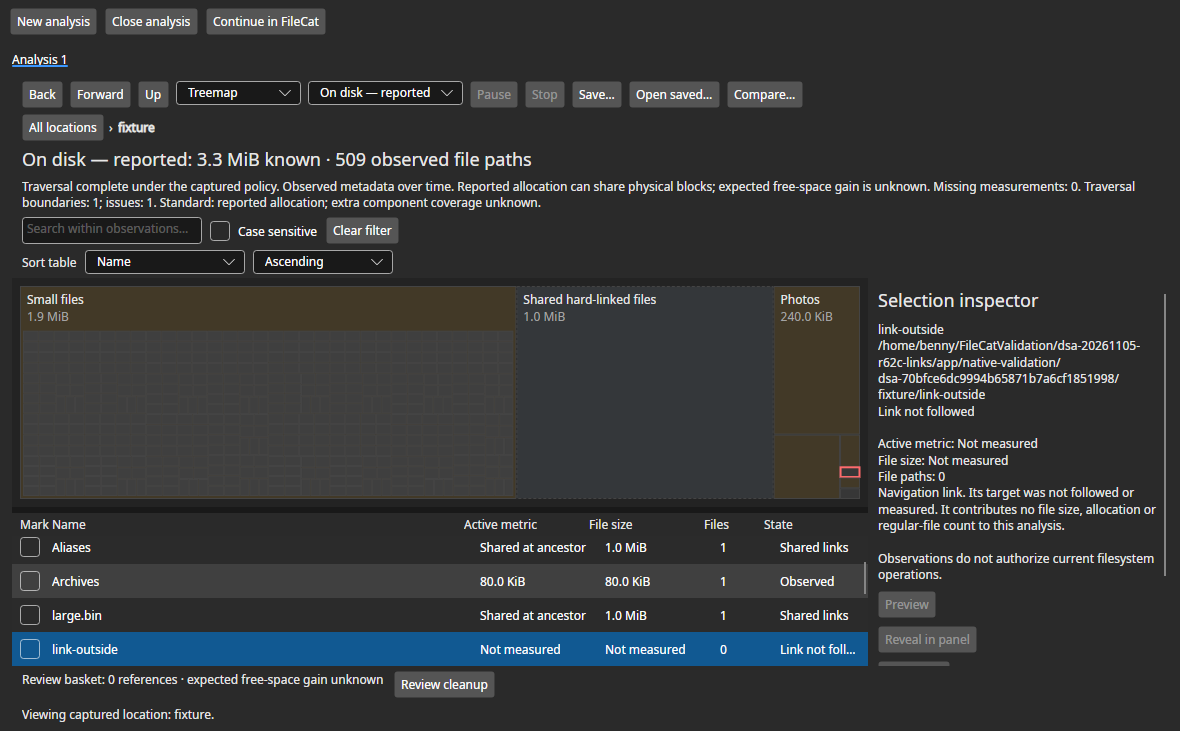 New analysis Close analysis Continue in FileCat
Analysis 1
Back Forward Up Treemap On disk — reported Pause Stop Save... Open saved... Compare...
All locations › fixture
On disk — reported: 3.3 MiB known · 509 observed file paths
Traversal complete under the captured policy. Observed metadata over time. Reported allocation can share physical blocks; expected free-space gain is unknown. Missing measurements: 0. Traversal
boundaries: 1; issues: 1. Standard: reported allocation; extra component coverage unknown.
Search within observations... Case sensitive Clear filter
Sort table Name Ascending
Small files
1.9 MiB
Shared hard-linked files
1.0 MiB
Photos
240.0 KiB
Selection inspector
link-outside
/home/benny/FileCatValidation/dsa-20261105-
r62c-links/app/native-validation/
dsa-70bfce6dc9994b65871b7a6cf1851998/
fixture/link-outside
Link not followed
Active metric: Not measured
File size: Not measured
File paths: 0
Navigation link. Its target was not followed or
measured. It contributes no file size, allocation or
regular-file count to this analysis.
Observations do not authorize current filesystem
operations.
Preview
Reveal in panel
Mark Name Active metric File size Files State
Aliases Shared at ancestor 1.0 MiB 1 Shared links
Archives 80.0 KiB 80.0 KiB 1 Observed
large.bin Shared at ancestor 1.0 MiB 1 Shared links
link-outside Not measured Not measured 0 Link not foll...
Review basket: 0 references · expected free-space gain unknown Review cleanup
Viewing captured location: fixture.